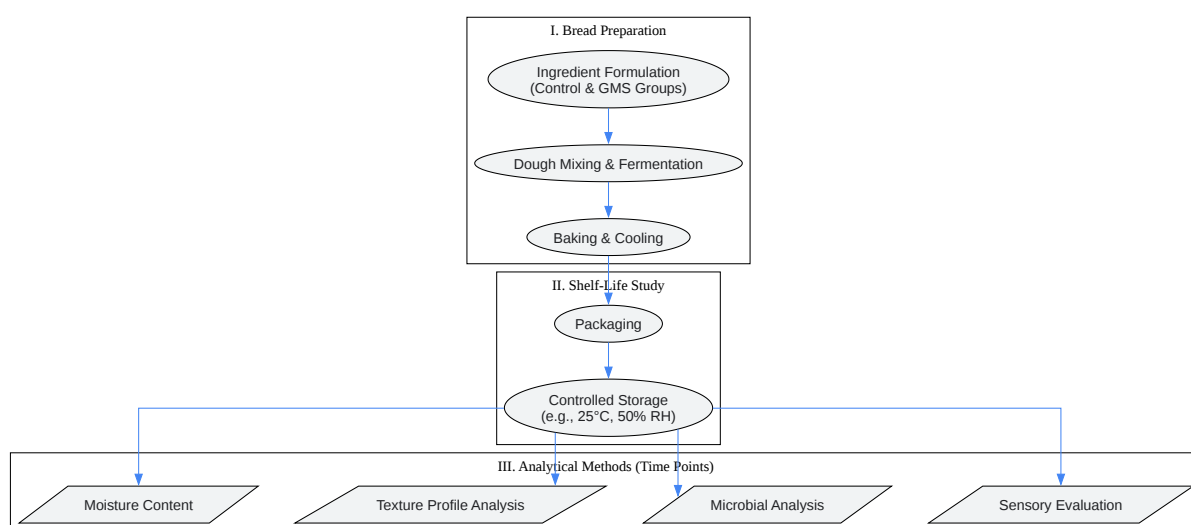 I. Bread Preparation
Ingredient Formulation
(Control & GMS Groups)
Dough Mixing & Fermentation
Baking & Cooling
II. Shelf-Life Study
Packaging
Controlled Storage
(e.g., 25°C, 50% RH)
III. Analytical Methods (Time Points)
Moisture Content
Texture Profile Analysis
Microbial Analysis
Sensory Evaluation